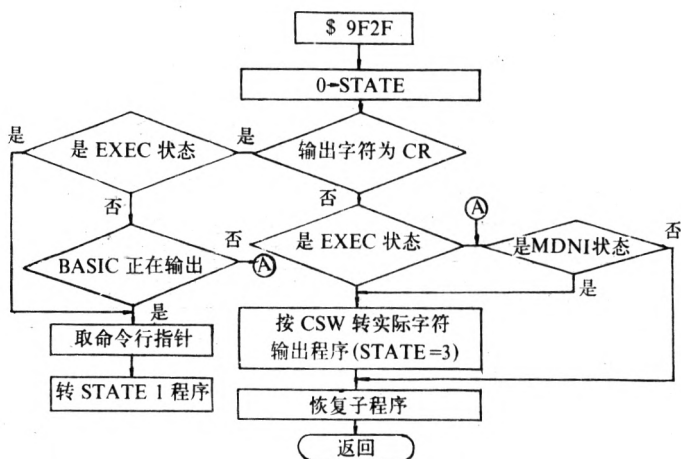 $ 9F2F
0→STATE
是
是 EXEC 状态
是
输出字符为 CR
否
否
A
BASIC 正在输出
否
A
是 EXEC 状态
是MDNI状态
否
是
是
取命令行指针
按 CSW 转实际字符
输出程序(STATE=3)
转 STATE 1 程序
恢复子程序
返回